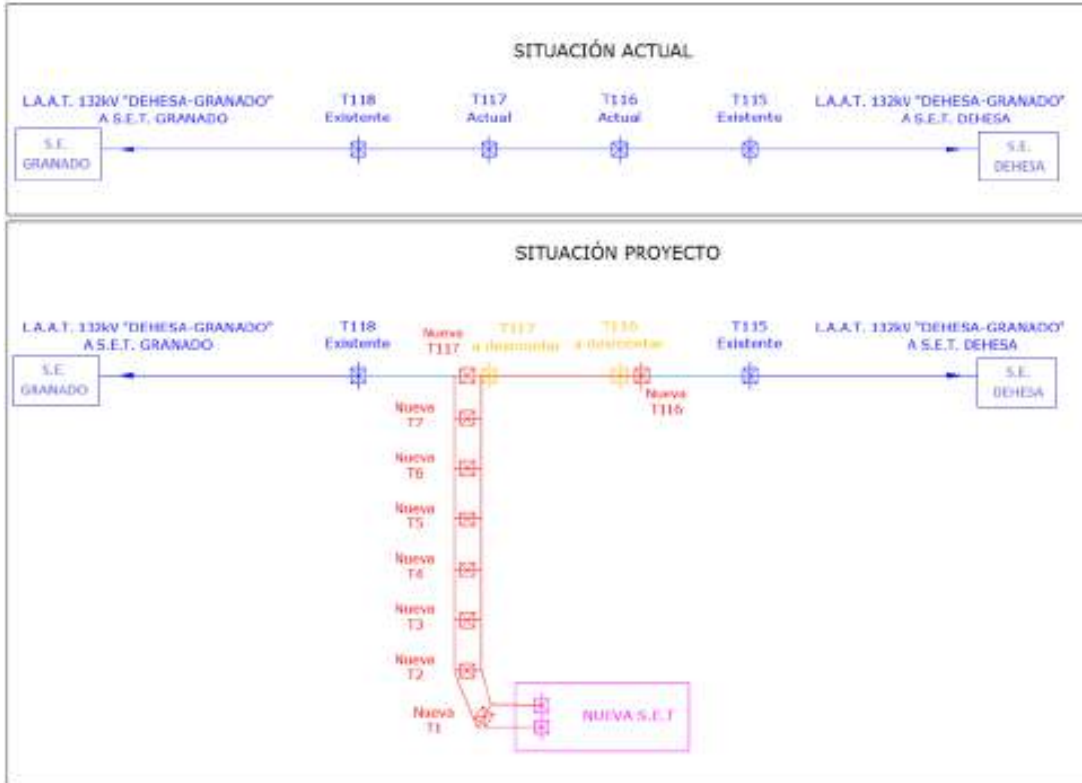 SITUACIÓN ACTUAL
L.A.A.T. 132kV "DEHESA-GRANADO"
A S.E.T. GRANADO
T118
Existente
T117
Actual
T116
Actual
T115
Existente
L.A.A.T. 132kV "DEHESA-GRANADO"
A S.E.T. DEHESA
S.E.
GRANADO
S.E.
DEHESA
SITUACIÓN PROYECTO
L.A.A.T. 132kV "DEHESA-GRANADO"
A S.E.T. GRANADO
T118
Existente
Nueva
T117
T117
a desmontar
T116
a desmontar
T115
Existente
L.A.A.T. 132kV "DEHESA-GRANADO"
A S.E.T. DEHESA
S.E.
GRANADO
S.E.
DEHESA
Nueva
T116
Nueva
T7
Nueva
T6
Nueva
T5
Nueva
T4
Nueva
T3
Nueva
T2
Nueva
T1
NUEVA S.E.T